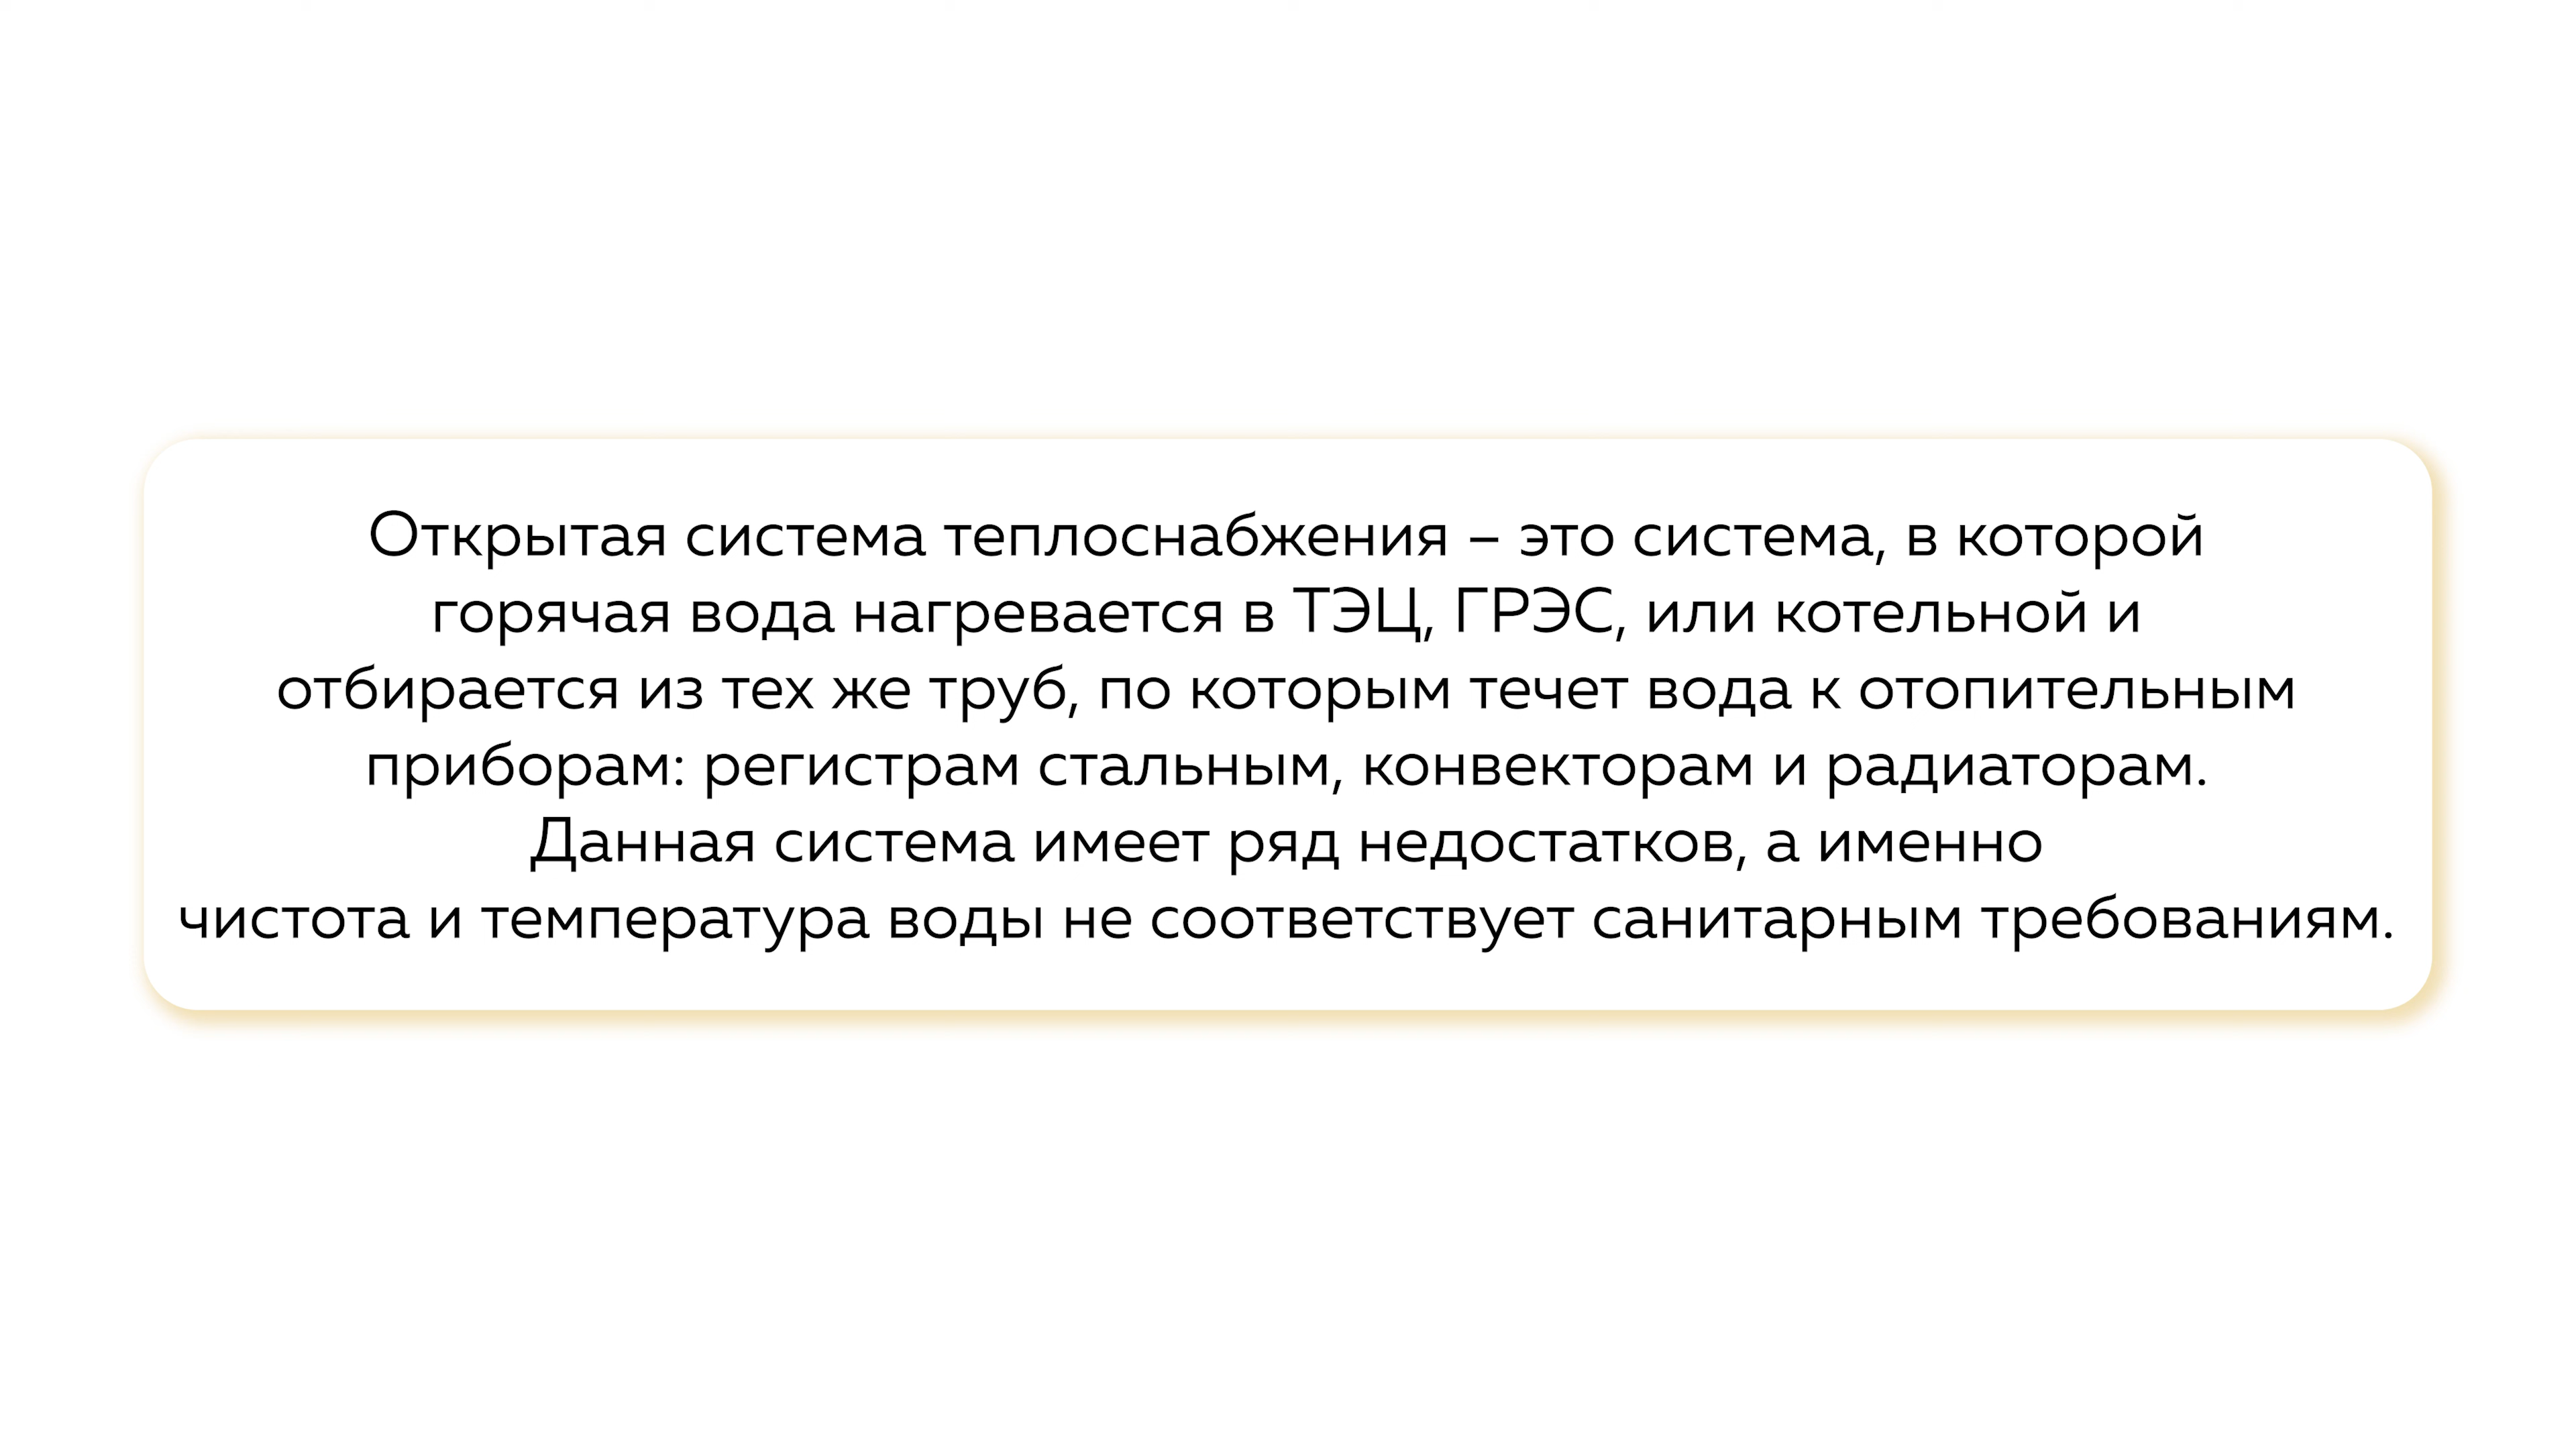 Открытая система теплоснабжения – это система, в которой
горячая вода нагревается в ТЭЦ, ГРЭС, или котельной и
отбирается из тех же труб, по которым течет вода к отопительным
приборам: регистрам стальным, конвекторам и радиаторам.
Данная система имеет ряд недостатков, а именно
чистота и температура воды не соответствует санитарным требованиям.